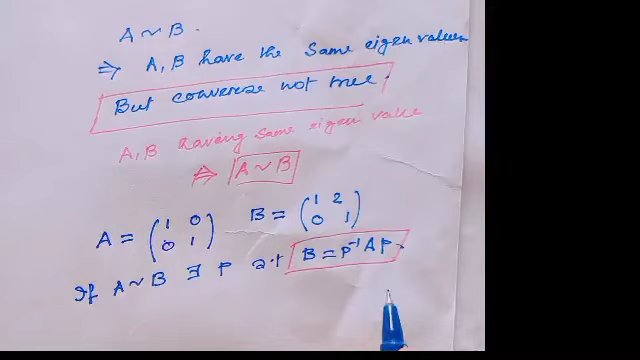 A ~ B.
⇒ A, B have the same eigen values
But converse not true.
A, B having same eigen value
⇏ A ~ B
A = (1 0
0 1) B = (1 2
0 1)
If A ~ B ∃ P s.t B = P⁻¹AP.